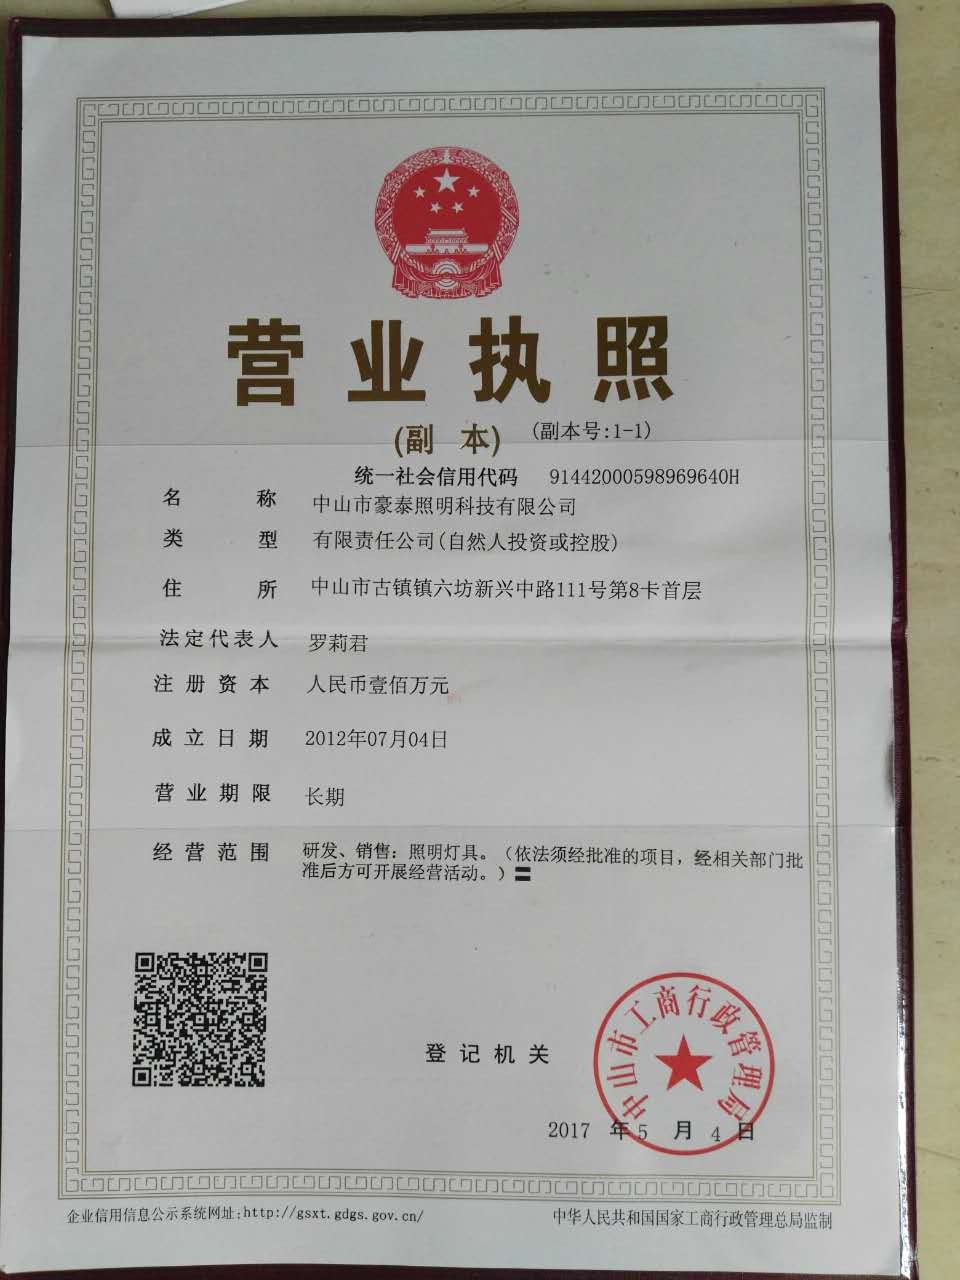 营业执照
(副 本) (副本号:1-1)
统一社会信用代码 91442000598969640H
名称 中山市豪泰照明科技有限公司
类型 有限责任公司(自然人投资或控股)
住所 中山市古镇镇六坊新兴中路111号第8卡首层
法定代表人 罗莉君
注册资本 人民币壹佰万元
成立日期 2012年07月04日
营业期限 长期
经营范围 研发、销售：照明灯具。（依法须经批准的项目，经相关部门批
准后方可开展经营活动。）〓
登记机关
中山市工商行政管理局
2017 年 5 月 4 日
企业信用信息公示系统网址:http://gsxt.gdgs.gov.cn/
中华人民共和国国家工商行政管理总局监制